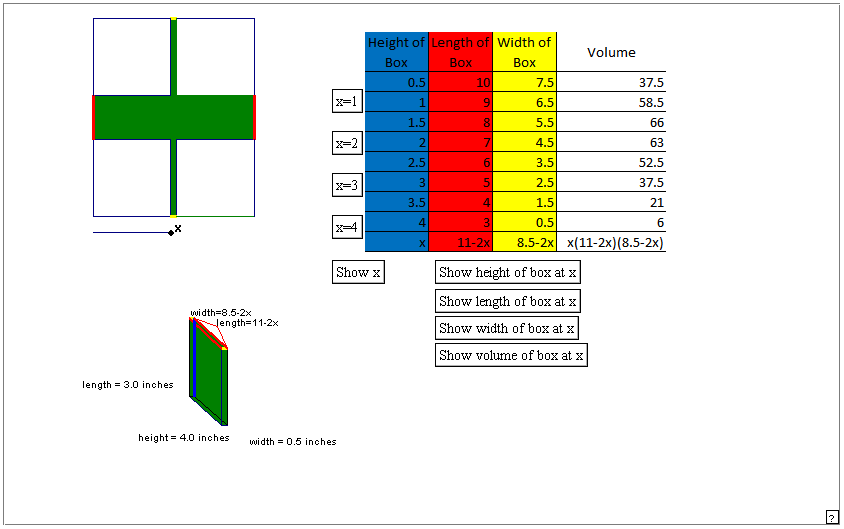 Height of Box Length of Box Width of Box Volume
0.5 10 7.5 37.5
x=1 1 9 6.5 58.5
1.5 8 5.5 66
x=2 2 7 4.5 63
2.5 6 3.5 52.5
x=3 3 5 2.5 37.5
3.5 4 1.5 21
x=4 4 3 0.5 6
x 11-2x 8.5-2x x(11-2x)(8.5-2x)
x
Show x Show height of box at x
Show length of box at x
Show width of box at x
Show volume of box at x
width=8.5-2x
length=11-2x
length = 3.0 inches
height = 4.0 inches width = 0.5 inches
?